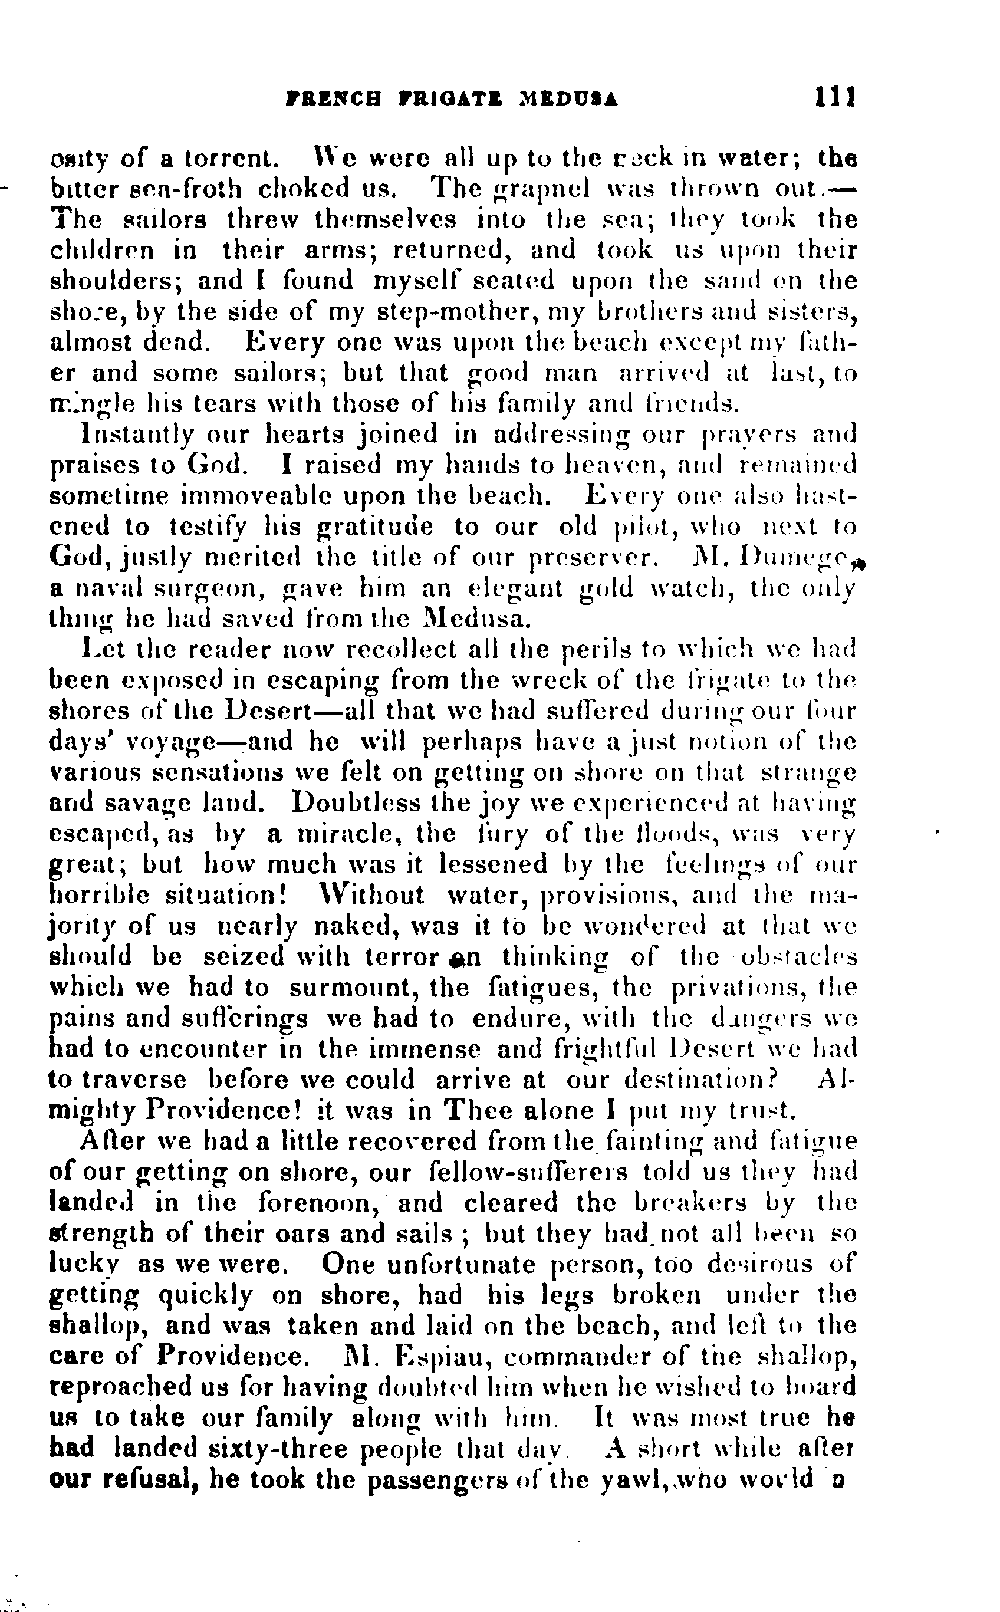 FRENCH FRIGATE MEDUSA 111
osity of a torrent. We were all up to the neck in water; the
bitter sea-froth choked us. The grapnel was thrown out.—
The sailors threw themselves into the sea; they took the
children in their arms; returned, and took us upon their
shoulders; and I found myself seated upon the sand on the
shore, by the side of my step-mother, my brothers and sisters,
almost dead. Every one was upon the beach except my fath-
er and some sailors; but that good man arrived at last, to
mingle his tears with those of his family and friends.
Instantly our hearts joined in addressing our prayers and
praises to God. I raised my hands to heaven, and remained
sometime immoveable upon the beach. Every one also hast-
ened to testify his gratitude to our old pilot, who next to
God, justly merited the title of our preserver. M. Dumege,
a naval surgeon, gave him an elegant gold watch, the only
thing he had saved from the Medusa.
Let the reader now recollect all the perils to which we had
been exposed in escaping from the wreck of the frigate to the
shores of the Desert—all that we had suffered during our four
days' voyage—and he will perhaps have a just notion of the
various sensations we felt on getting on shore on that strange
and savage land. Doubtless the joy we experienced at having
escaped, as by a miracle, the fury of the floods, was very
great; but how much was it lessened by the feelings of our
horrible situation! Without water, provisions, and the ma-
jority of us nearly naked, was it to be wondered at that we
should be seized with terror on thinking of the obstacles
which we had to surmount, the fatigues, the privations, the
pains and sufferings we had to endure, with the dangers we
had to encounter in the immense and frightful Desert we had
to traverse before we could arrive at our destination? Al-
mighty Providence! it was in Thee alone I put my trust.
After we had a little recovered from the fainting and fatigue
of our getting on shore, our fellow-sufferers told us they had
landed in the forenoon, and cleared the breakers by the
strength of their oars and sails ; but they had not all been so
lucky as we were. One unfortunate person, too desirous of
getting quickly on shore, had his legs broken under the
shallop, and was taken and laid on the beach, and left to the
care of Providence. M. Espiau, commander of the shallop,
reproached us for having doubted him when he wished to board
us to take our family along with him. It was most true he
had landed sixty-three people that day. A short while after
our refusal, he took the passengers of the yawl, who would